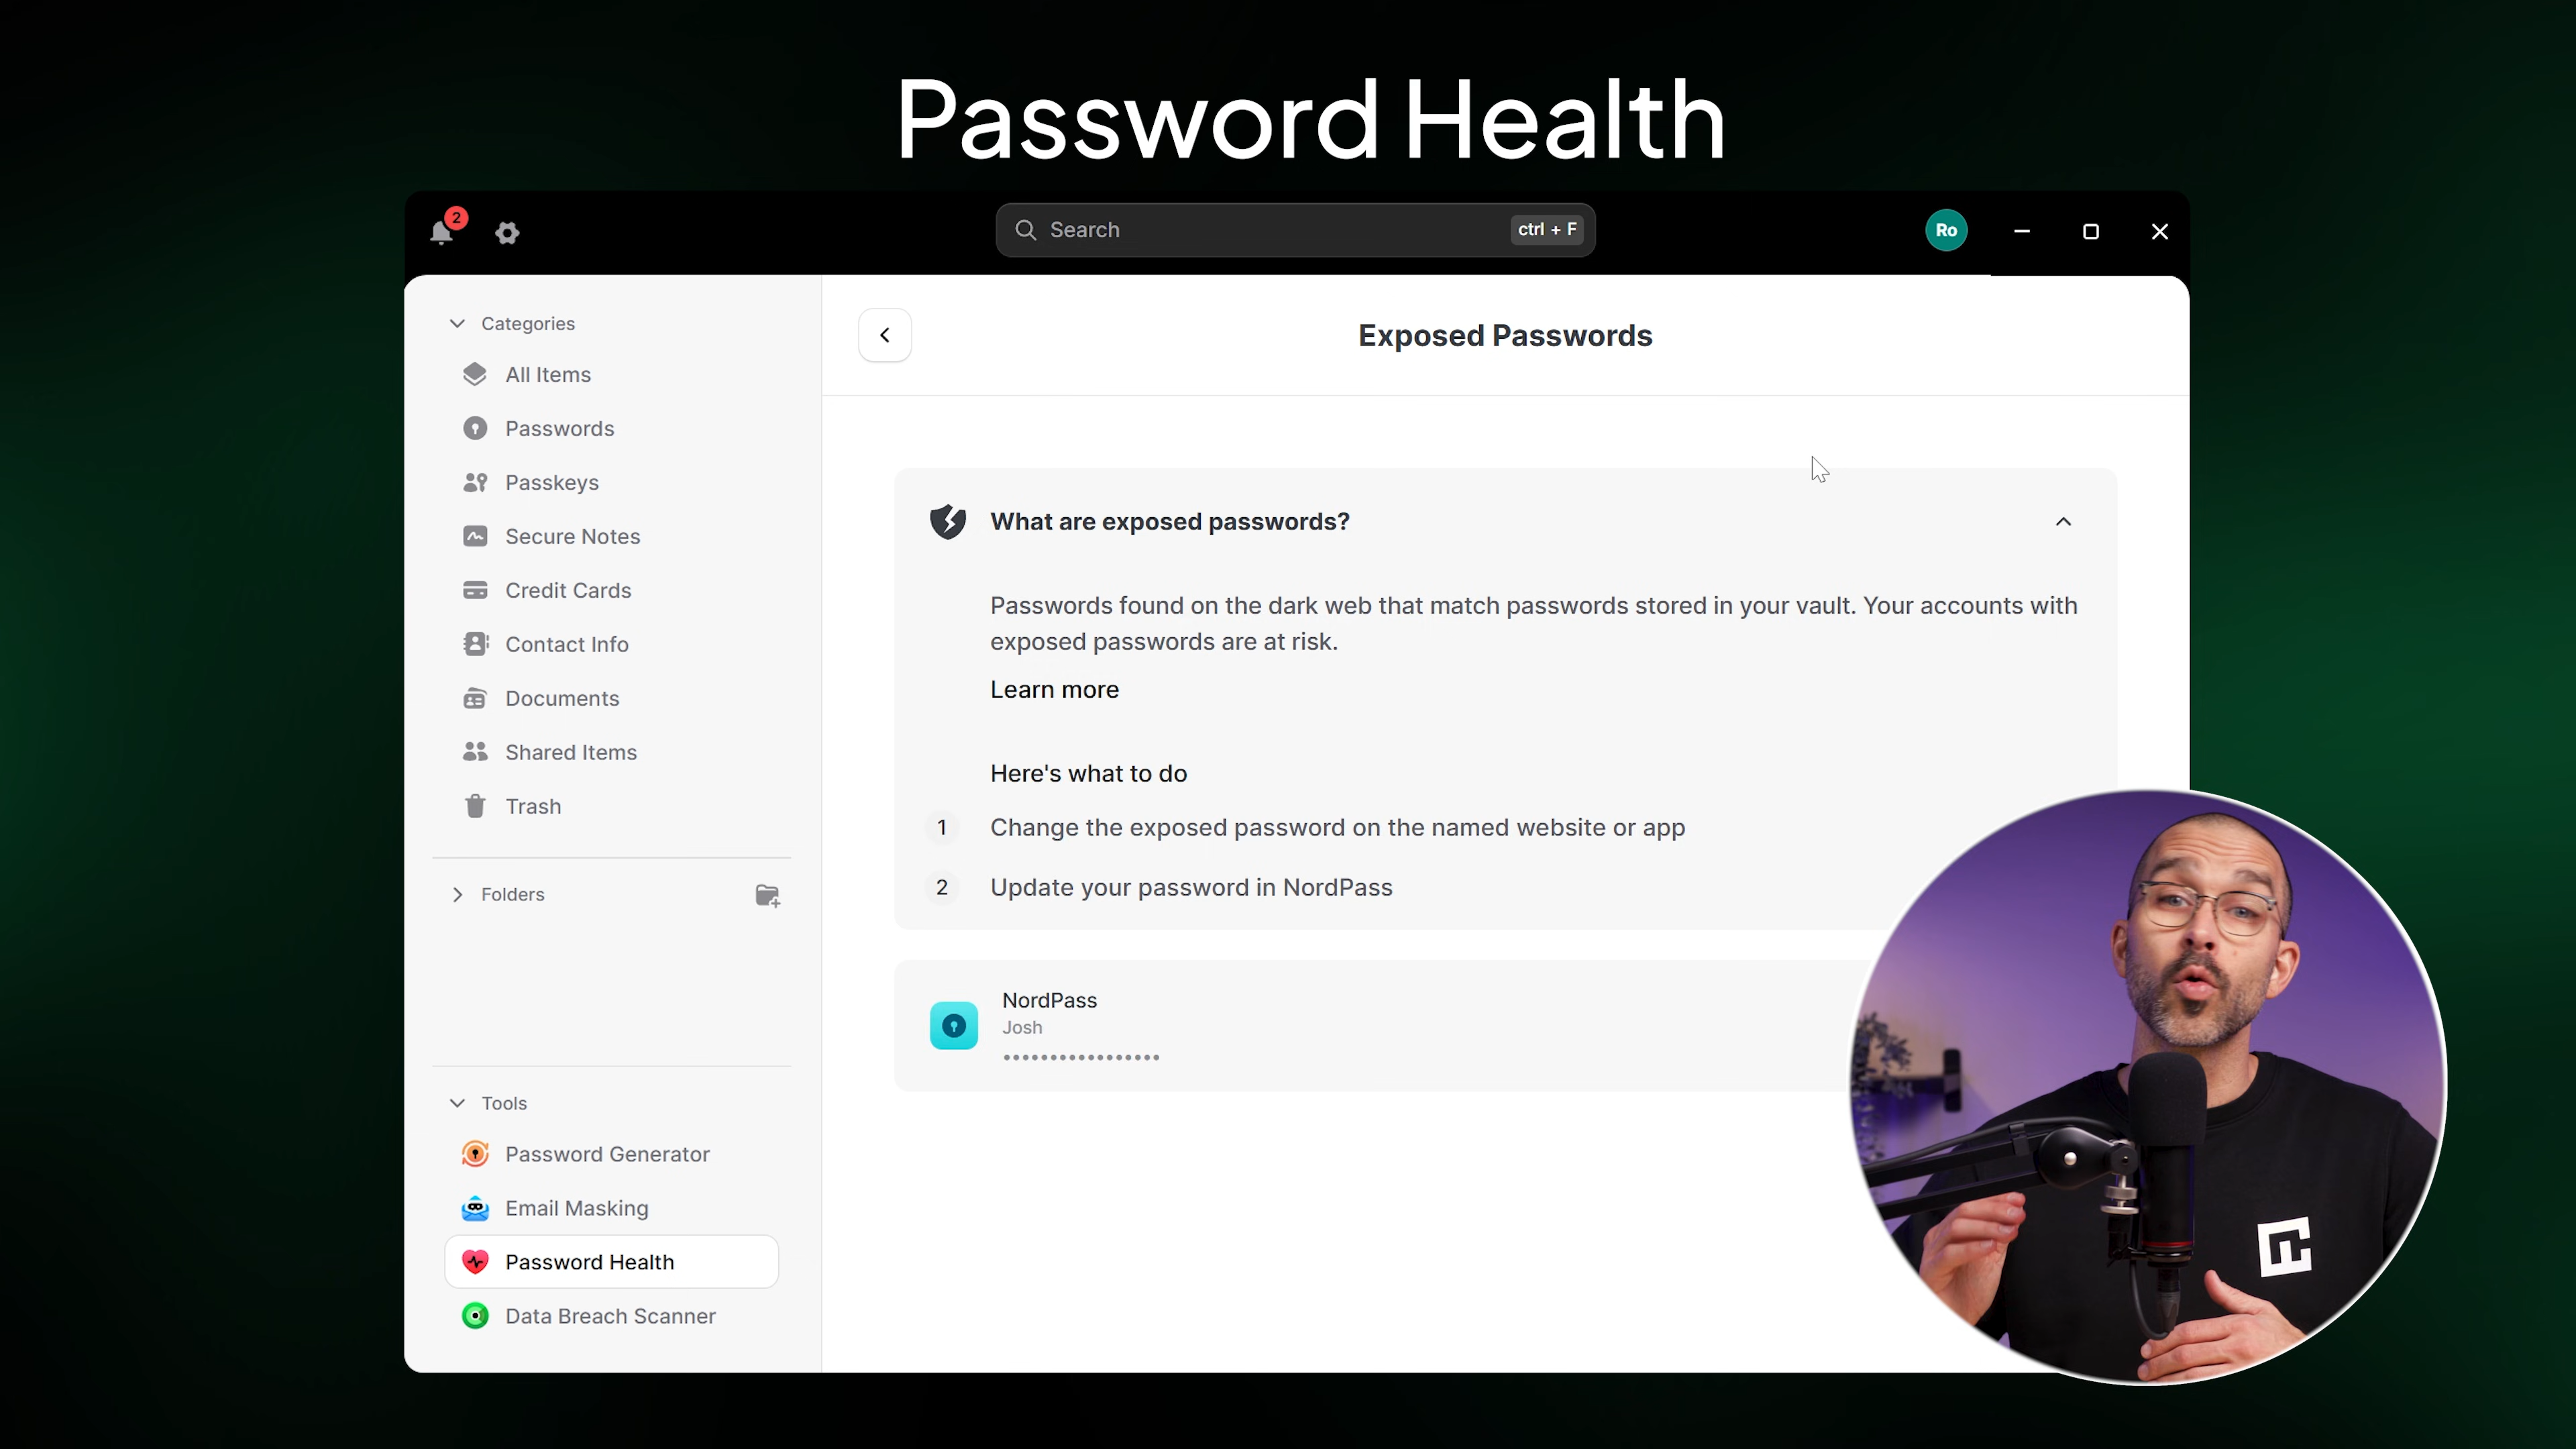 Password Health
2
Search
ctrl + F
Ro
Categories
All Items
Passwords
Passkeys
Secure Notes
Credit Cards
Contact Info
Documents
Shared Items
Trash
Folders
Tools
Password Generator
Email Masking
Password Health
Data Breach Scanner
Exposed Passwords
What are exposed passwords?
Passwords found on the dark web that match passwords stored in your vault. Your accounts with
exposed passwords are at risk.
Learn more
Here's what to do
1 Change the exposed password on the named website or app
2 Update your password in NordPass
NordPass
Josh
•••••••••••••••••